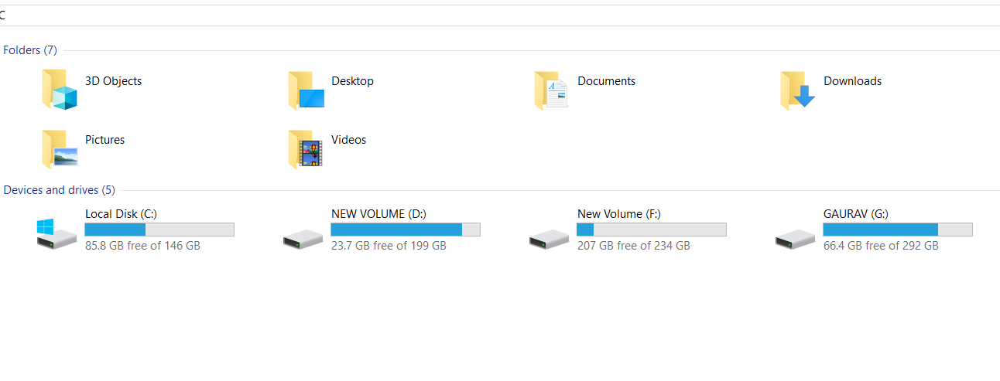 C
Folders (7)
3D Objects
Desktop
Documents
Downloads
Pictures
Videos
Devices and drives (5)
Local Disk (C:)
NEW VOLUME (D:)
New Volume (F:)
GAURAV (G:)
85.8 GB free of 146 GB
23.7 GB free of 199 GB
207 GB free of 234 GB
66.4 GB free of 292 GB